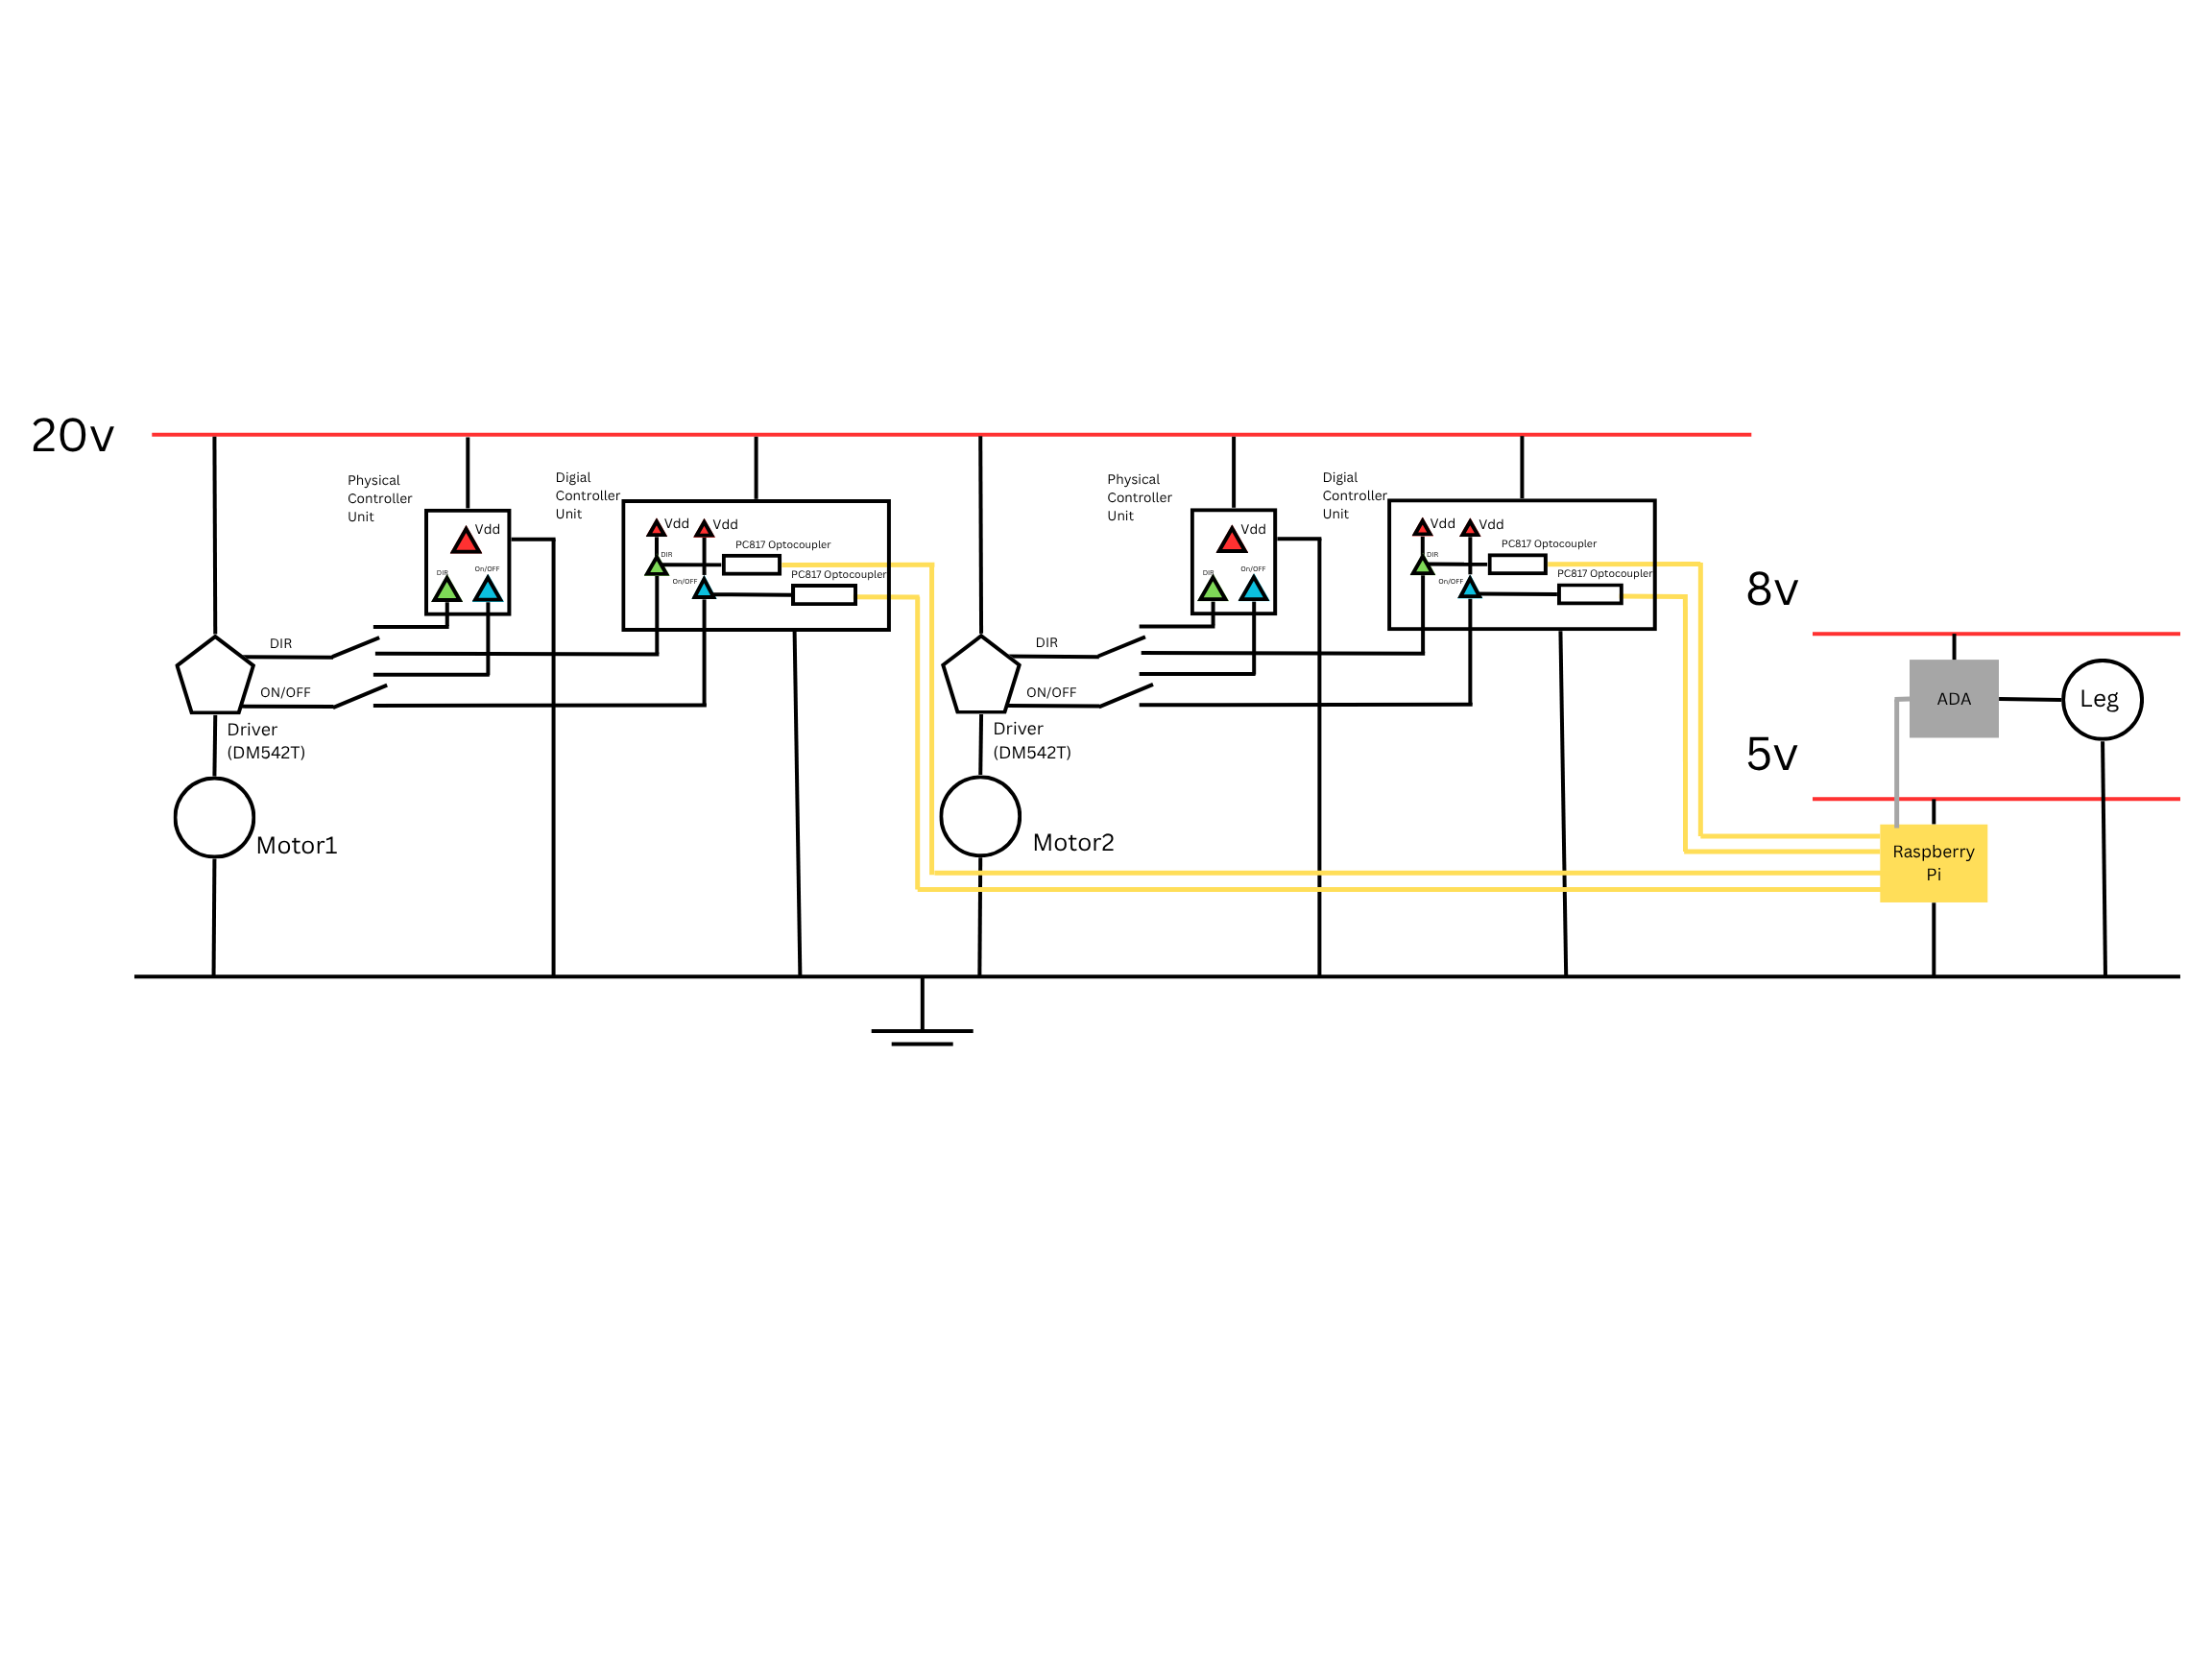 20v
Physical
Controller
Unit
Vdd
DIR
On/OFF
Digial
Controller
Unit
Vdd
Vdd
DIR
On/OFF
PC817 Optocoupler
PC817 Optocoupler
DIR
ON/OFF
Driver
(DM542T)
Motor1
Physical
Controller
Unit
Vdd
DIR
On/OFF
Digial
Controller
Unit
Vdd
Vdd
DIR
On/OFF
PC817 Optocoupler
PC817 Optocoupler
DIR
ON/OFF
Driver
(DM542T)
Motor2
8v
ADA
Leg
5v
Raspberry
Pi